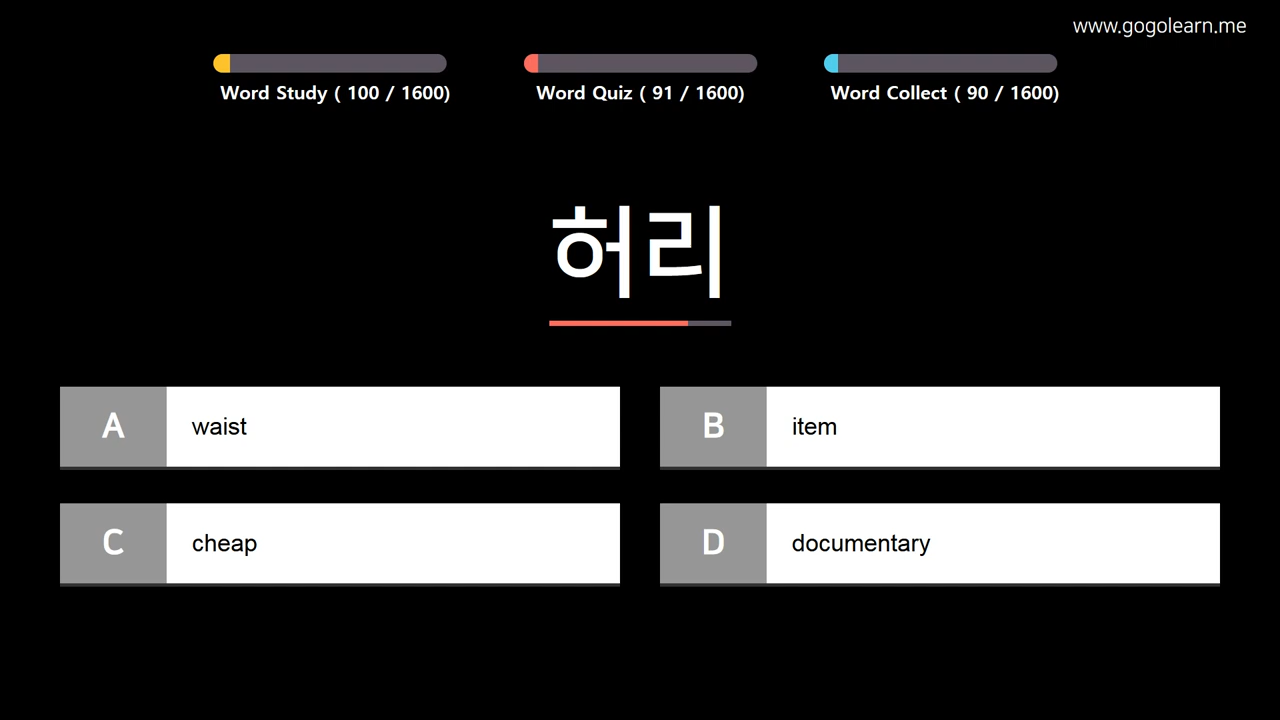 www.gogolearn.me
Word Study ( 100 / 1600)
Word Quiz ( 91 / 1600)
Word Collect ( 90 / 1600)
허리
A waist
B item
C cheap
D documentary